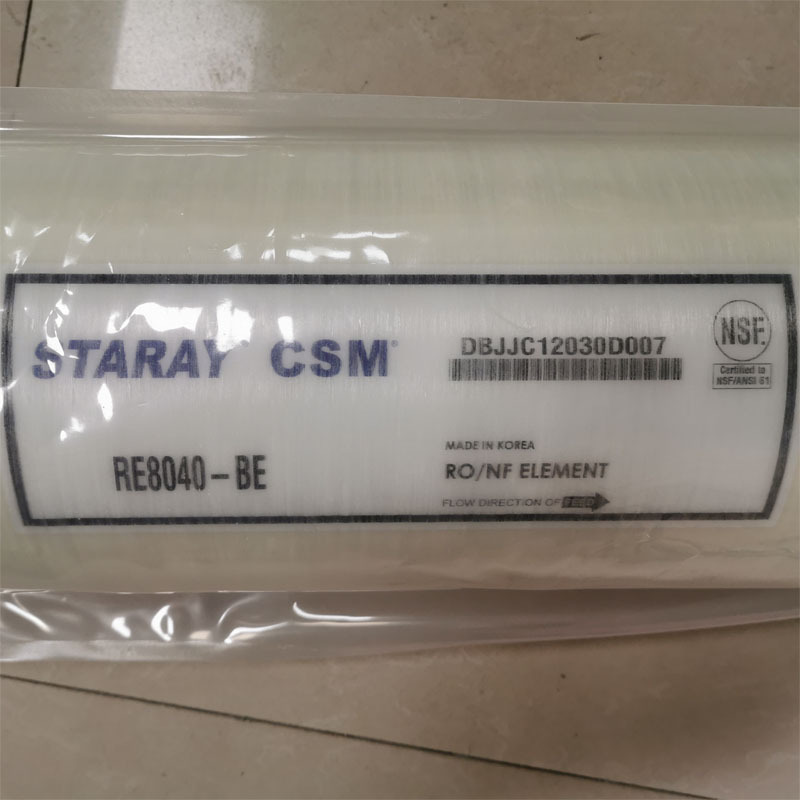 STARAY CSM®
DBJJC12030D007
NSF.
Certified to
NSF/ANSI 61
RE8040-BE
MADE IN KOREA
RO/NF ELEMENT
FLOW DIRECTION OF FEED